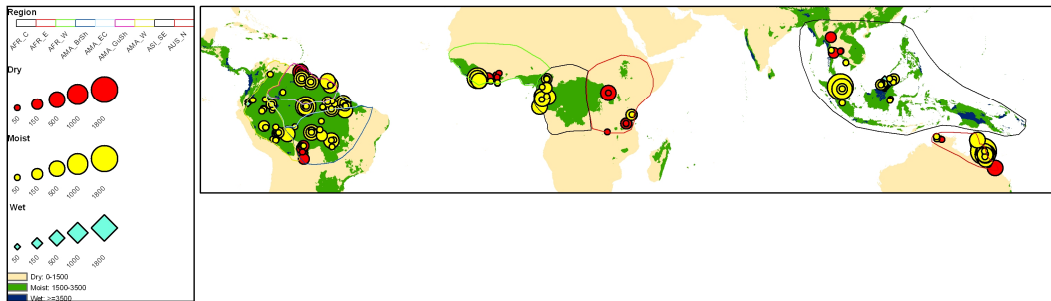 Region
AFR_C AFR_E AFR_W AMA_BrSh AMA_EC AMA_GuSh AMA_W ASI_SE AUS_N
Dry
50 150 500 1000 1800
Moist
50 150 500 1000 1800
Wet
50 150 500 1000 1800
Dry: 0-1500
Moist: 1500-3500
Wet: >=3500